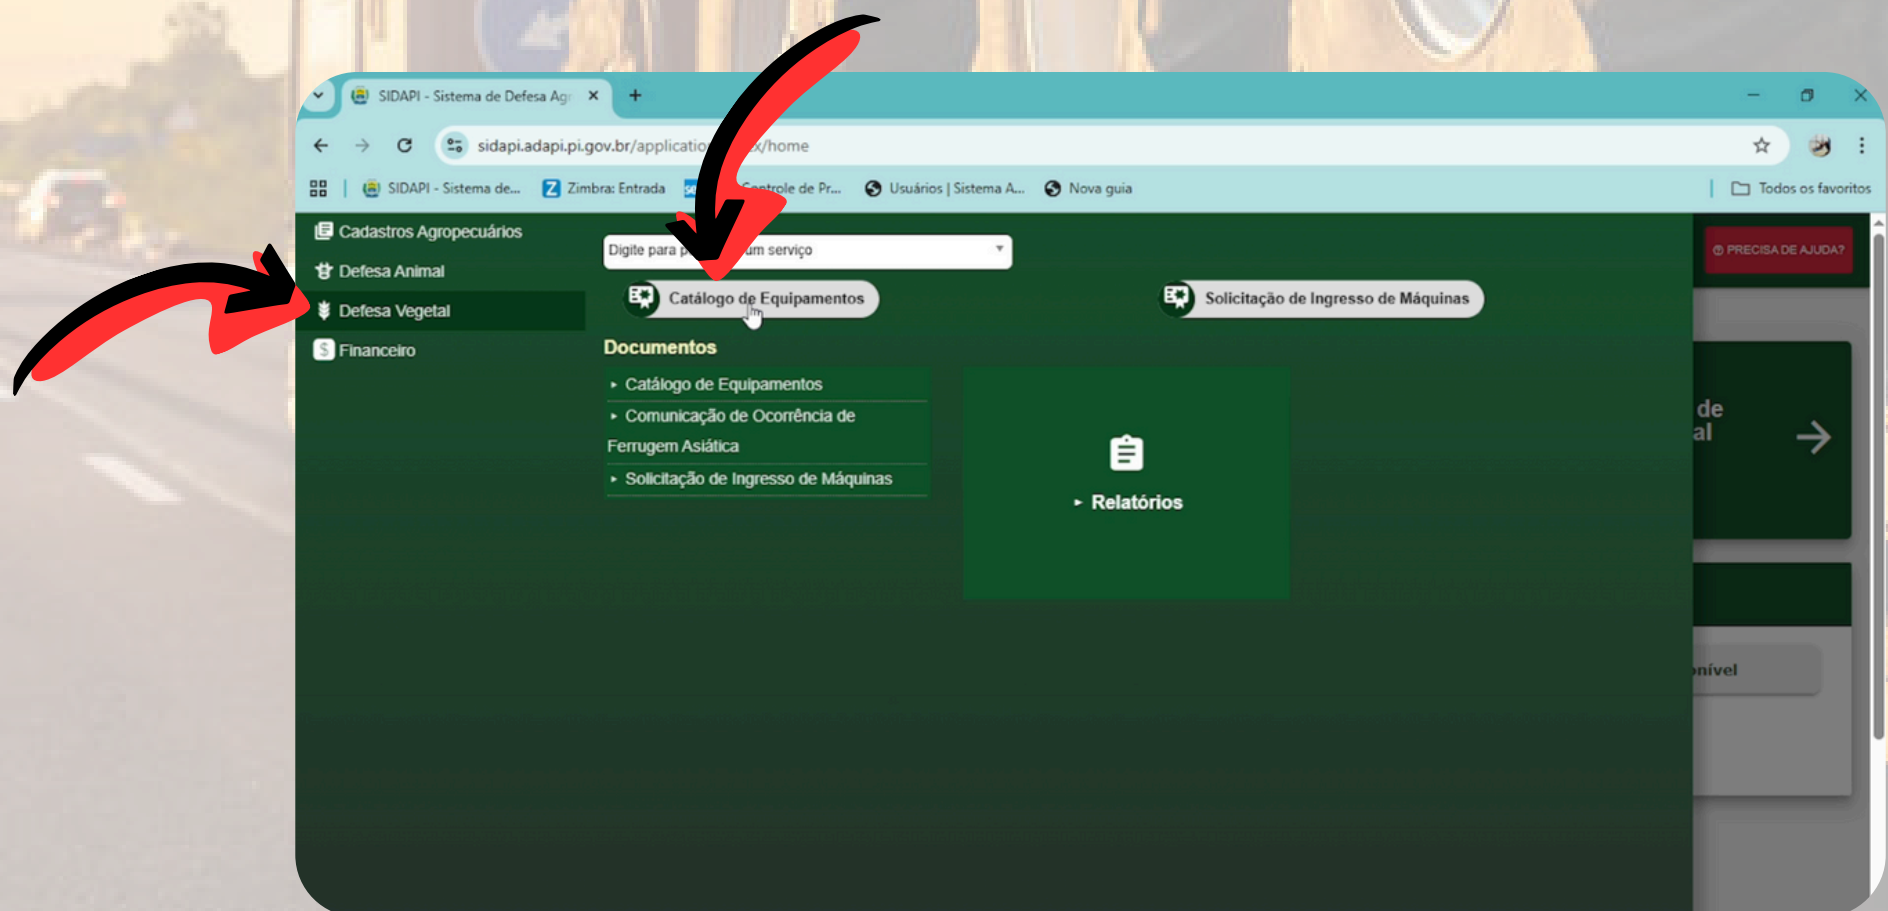 SIDAPI - Sistema de Defesa Agr
sidapi.adapi.pi.gov.br/application
x/home
SIDAPI - Sistema de...
Zimbra: Entrada
Controle de Pr...
Usuários | Sistema A...
Nova guia
Todos os favoritos
Cadastros Agropecuários
Defesa Animal
Defesa Vegetal
Financeiro
Digite para p um serviço
PRECISA DE AJUDA?
Catálogo de Equipamentos
Solicitação de Ingresso de Máquinas
Documentos
Catálogo de Equipamentos
Comunicação de Ocorrência de
Ferrugem Asiática
Solicitação de Ingresso de Máquinas
Relatórios
de
al
onível